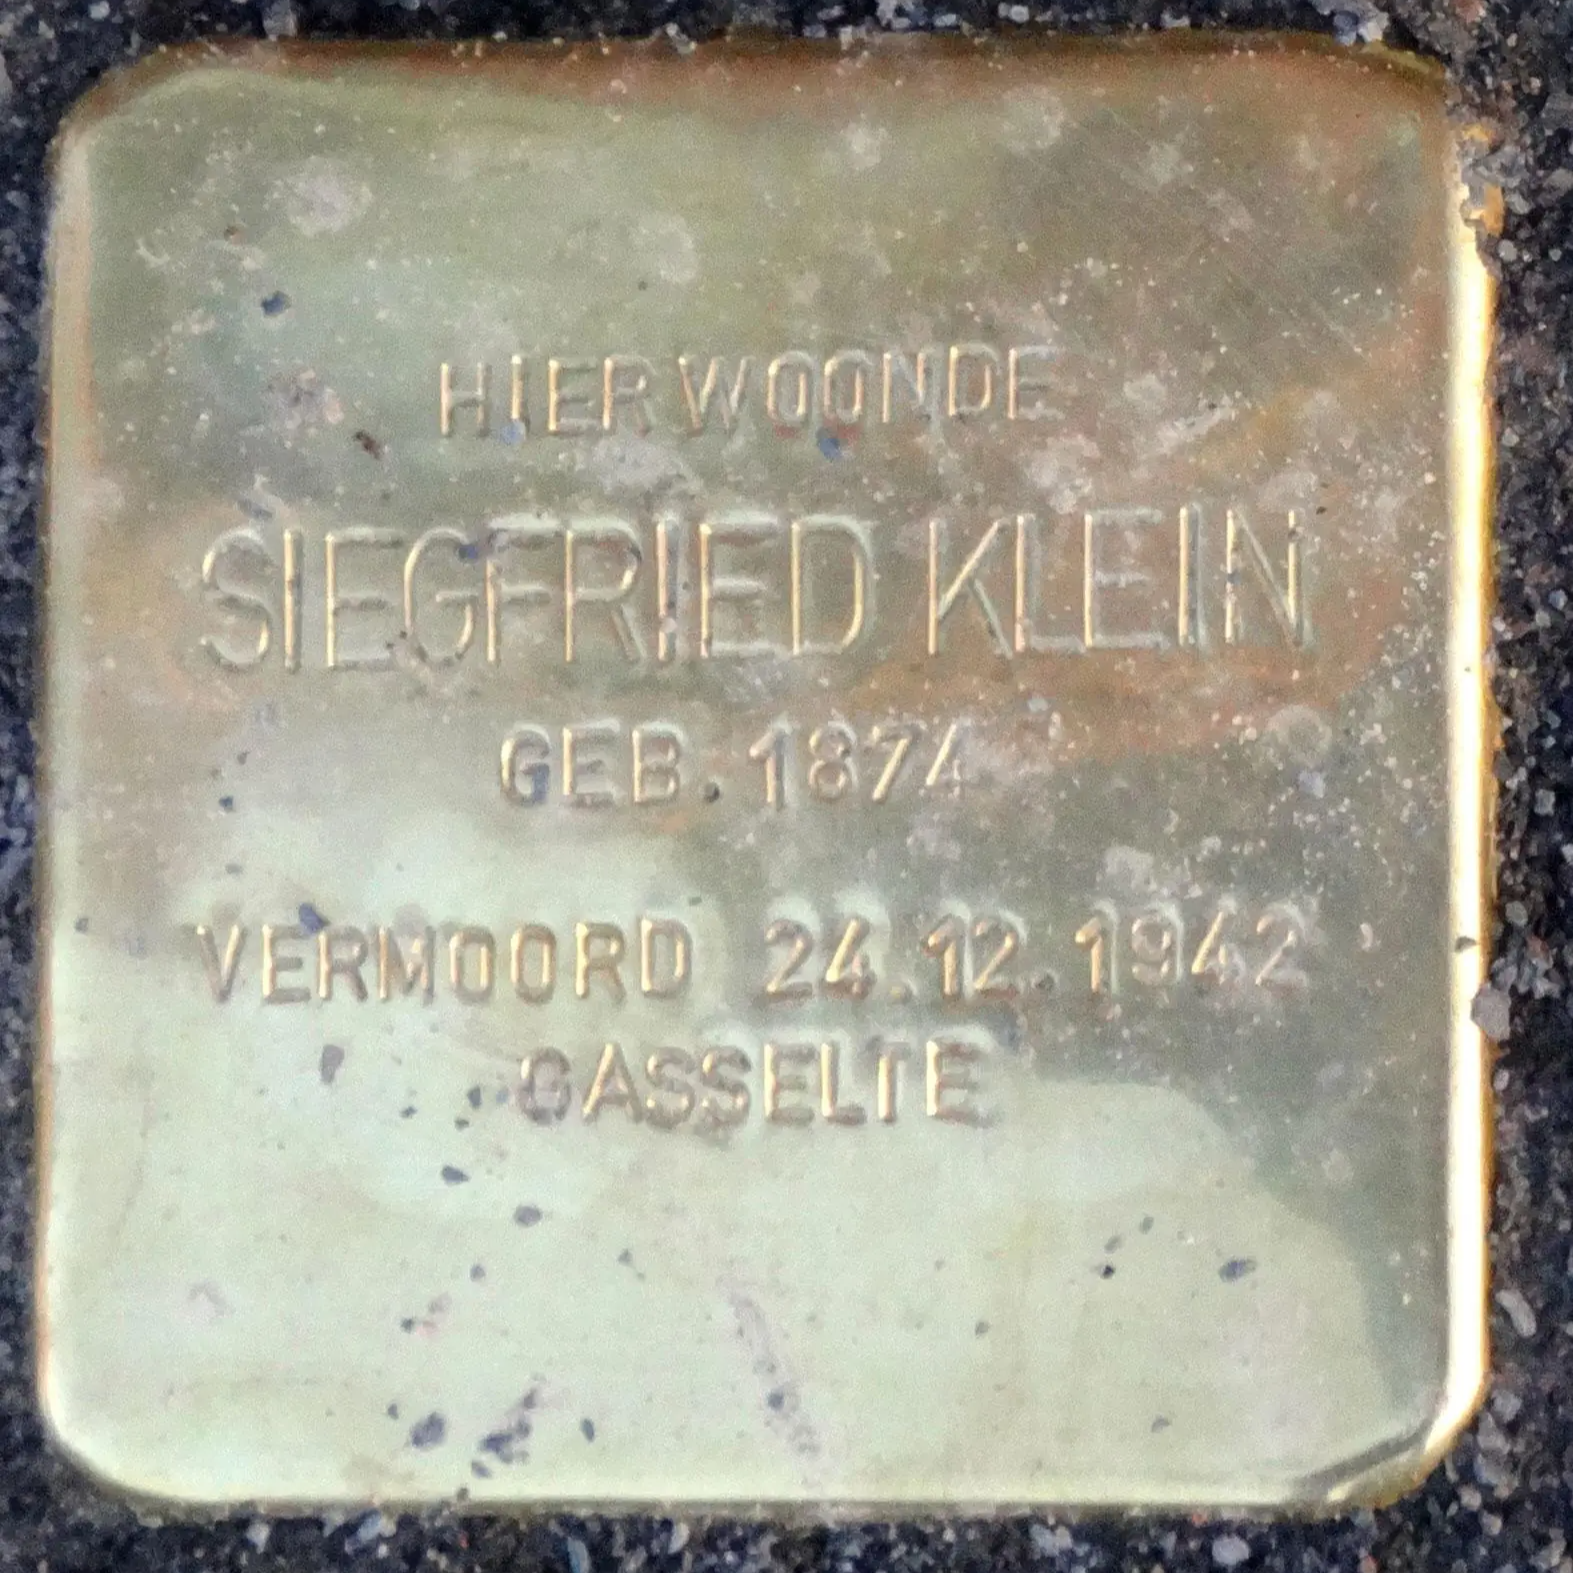 HIER WOONDE
SIEGFRIED KLEIN
GEB. 1874
VERMOORD 24.12.1942
GASSELTE